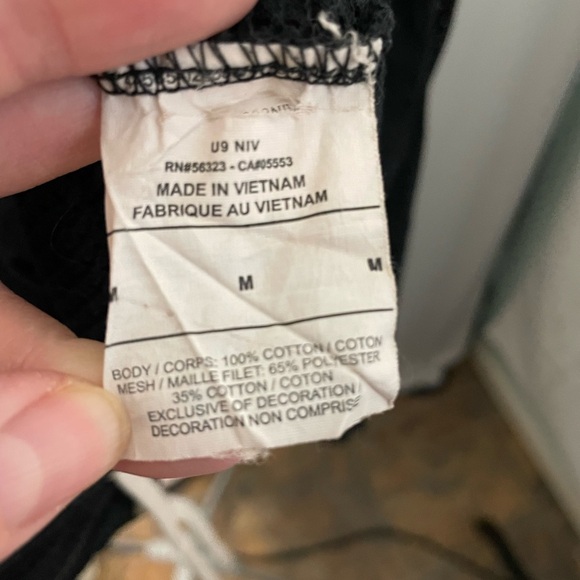 U9 NIV
RN#56323 - CA#05553
MADE IN VIETNAM
FABRIQUE AU VIETNAM
M M M
BODY / CORPS: 100% COTTON / COTON
MESH / MAILLE FILET: 65% POLYESTER
35% COTTON / COTON
EXCLUSIVE OF DECORATION /
DECORATION NON COMPRISE